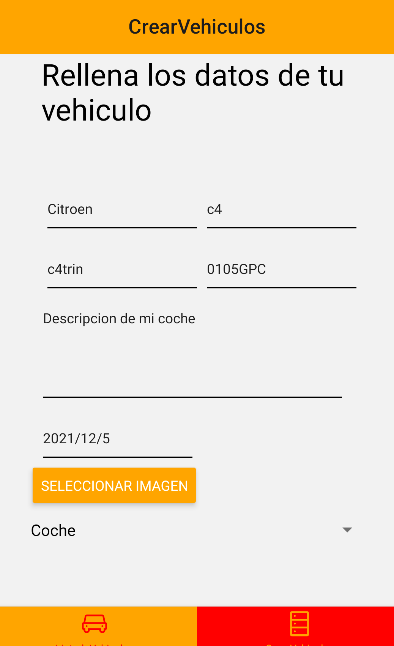 CrearVehiculos
Rellena los datos de tu
vehiculo
Citroen c4
c4trin 0105GPC
Descripcion de mi coche
2021/12/5
SELECCIONAR IMAGEN
Coche